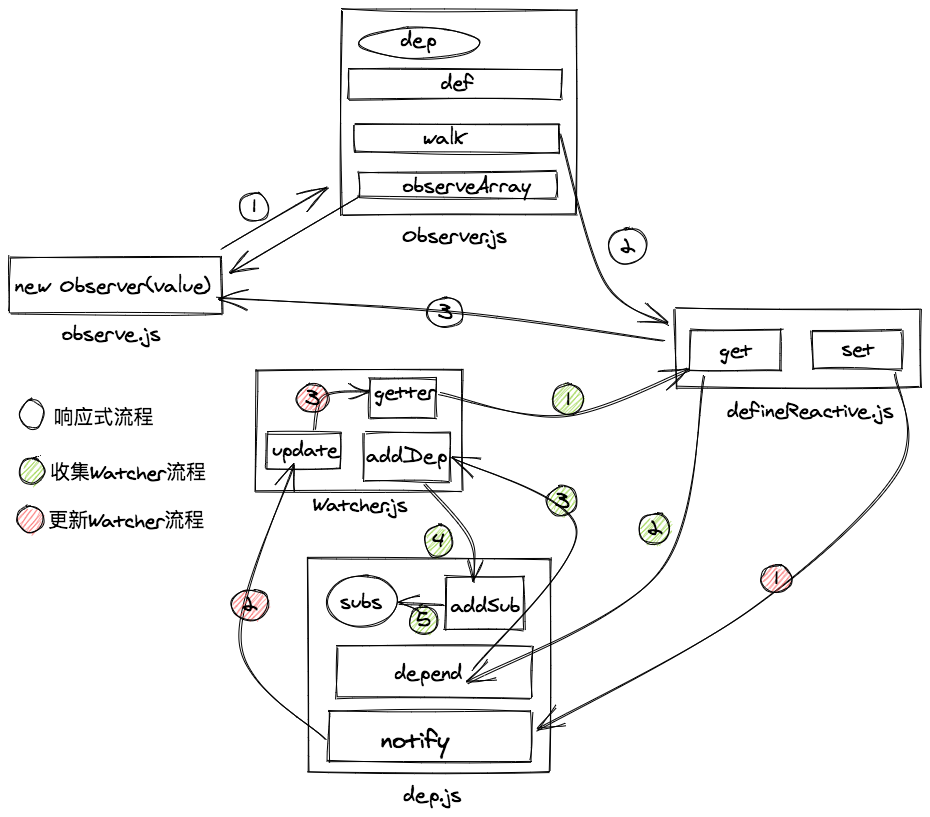 dep
def
walk
observeArray
Observer.js
1
2
new Observer(value)
observe.js
3
get
set
defineReactive.js
响应式流程
收集Watcher流程
更新Watcher流程
3
getter
1
update
addDep
Watcher.js
3
2
4
1
2
subs
5
addSub
depend
notify
dep.js